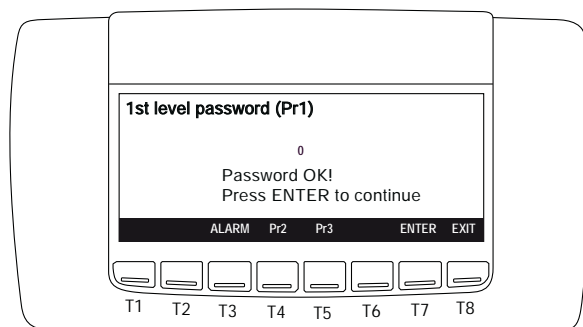 1st level password (Pr1)
0
Password OK!
Press ENTER to continue
ALARM Pr2 Pr3 ENTER EXIT
T1 T2 T3 T4 T5 T6 T7 T8